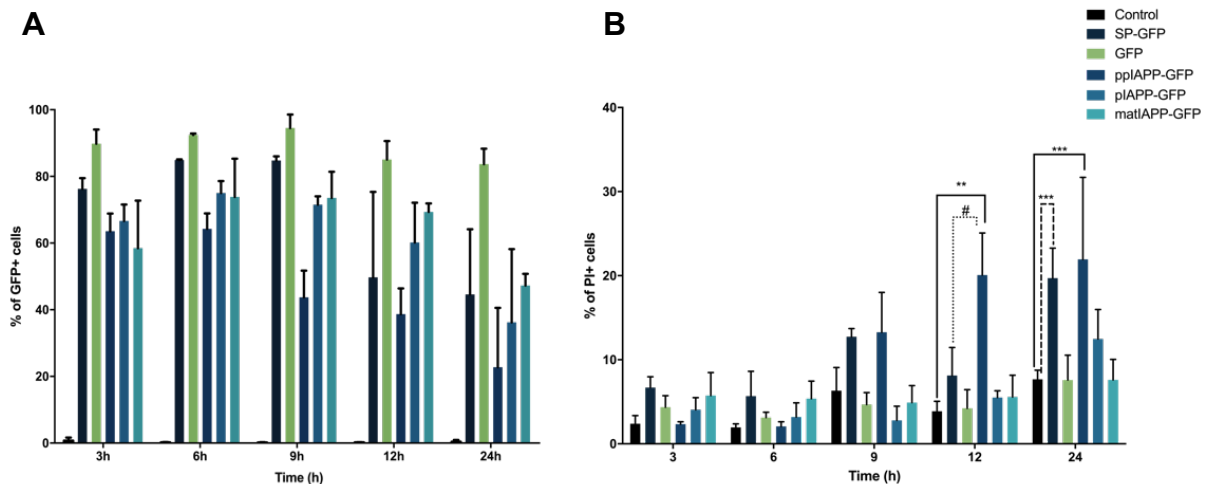 A
B
Control
SP-GFP
GFP
ppIAPP-GFP
pIAPP-GFP
matIAPP-GFP
% of GFP+ cells
100
80
60
40
20
0
3h 6h 9h 12h 24h
Time (h)
% of PI+ cells
40
30
20
10
0
** # *** ***
3 6 9 12 24
Time (h)